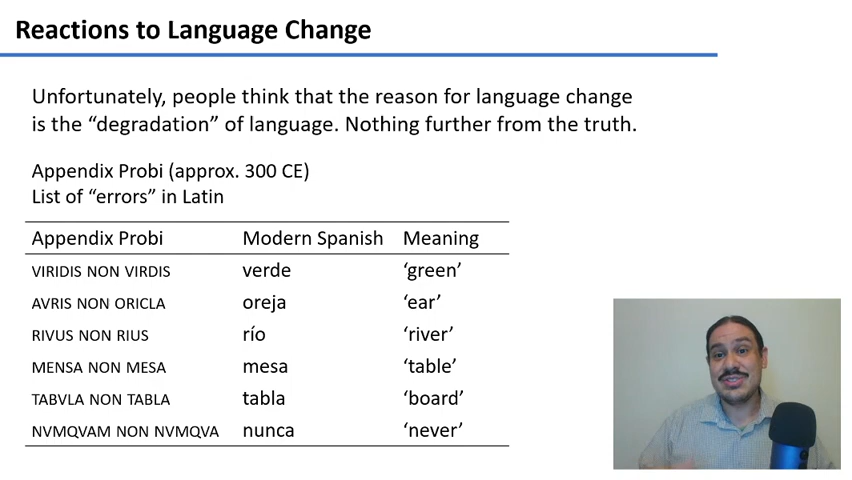 Reactions to Language Change
Unfortunately, people think that the reason for language change
is the “degradation” of language. Nothing further from the truth.
Appendix Probi (approx. 300 CE)
List of “errors” in Latin
Appendix Probi Modern Spanish Meaning
VIRIDIS NON VIRDIS verde ‘green’
AVRIS NON ORICLA oreja ‘ear’
RIVUS NON RIUS río ‘river’
MENSA NON MESA mesa ‘table’
TABVLA NON TABLA tabla ‘board’
NVMQVAM NON NVMQVA nunca ‘never’